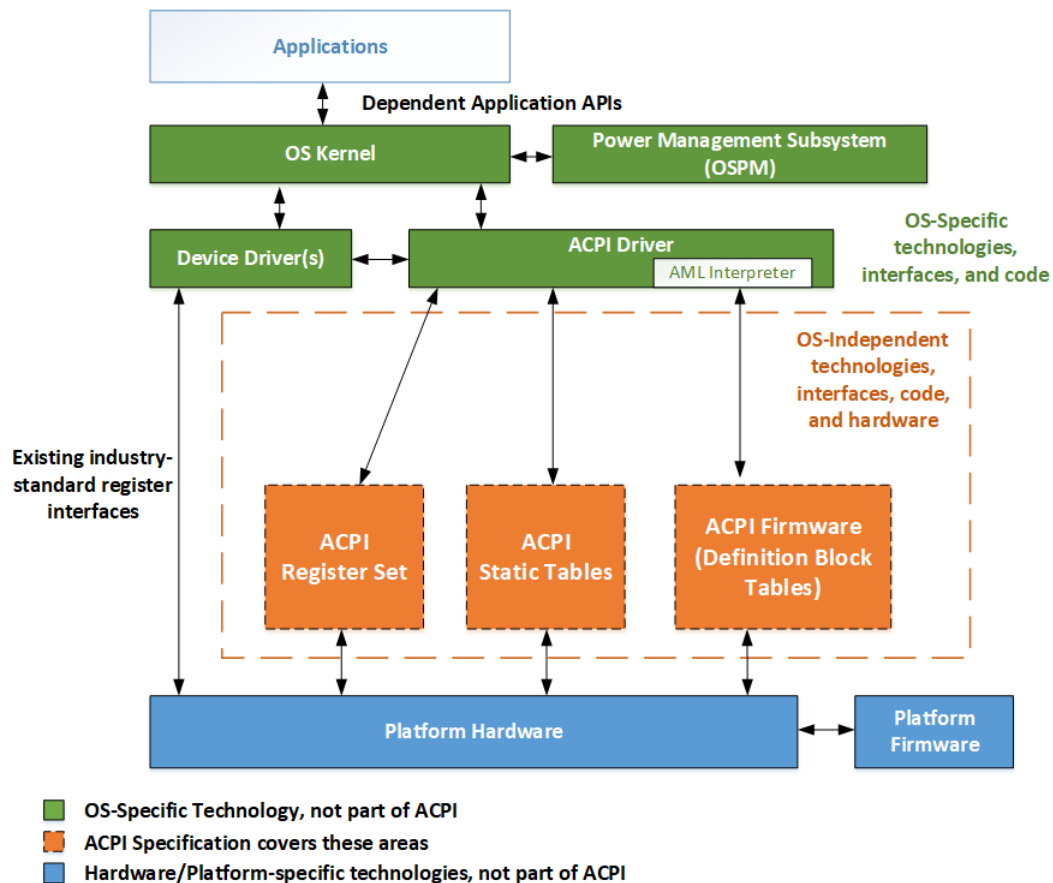 Applications
Dependent Application APIs
OS Kernel
Power Management Subsystem
(OSPM)
Device Driver(s)
ACPI Driver
AML Interpreter
OS-Specific
technologies,
interfaces, and code
OS-Independent
technologies,
interfaces, code,
and hardware
Existing industry-
standard register
interfaces
ACPI
Register Set
ACPI
Static Tables
ACPI Firmware
(Definition Block
Tables)
Platform Hardware
Platform
Firmware
OS-Specific Technology, not part of ACPI
ACPI Specification covers these areas
Hardware/Platform-specific technologies, not part of ACPI